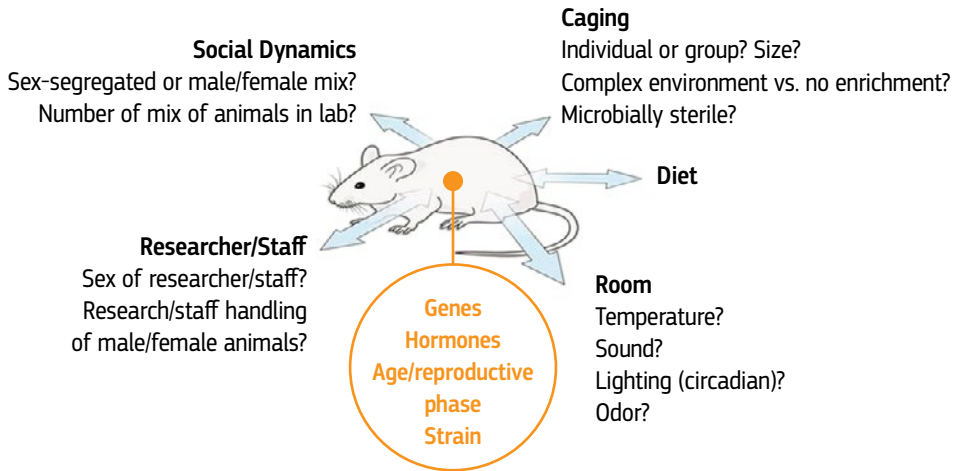 Social Dynamics
Sex-segregated or male/female mix?
Number of mix of animals in lab?
Caging
Individual or group? Size?
Complex environment vs. no enrichment?
Microbially sterile?
Diet
Researcher/Staff
Sex of researcher/staff?
Research/staff handling
of male/female animals?
Genes
Hormones
Age/reproductive
phase
Strain
Room
Temperature?
Sound?
Lighting (circadian)?
Odor?